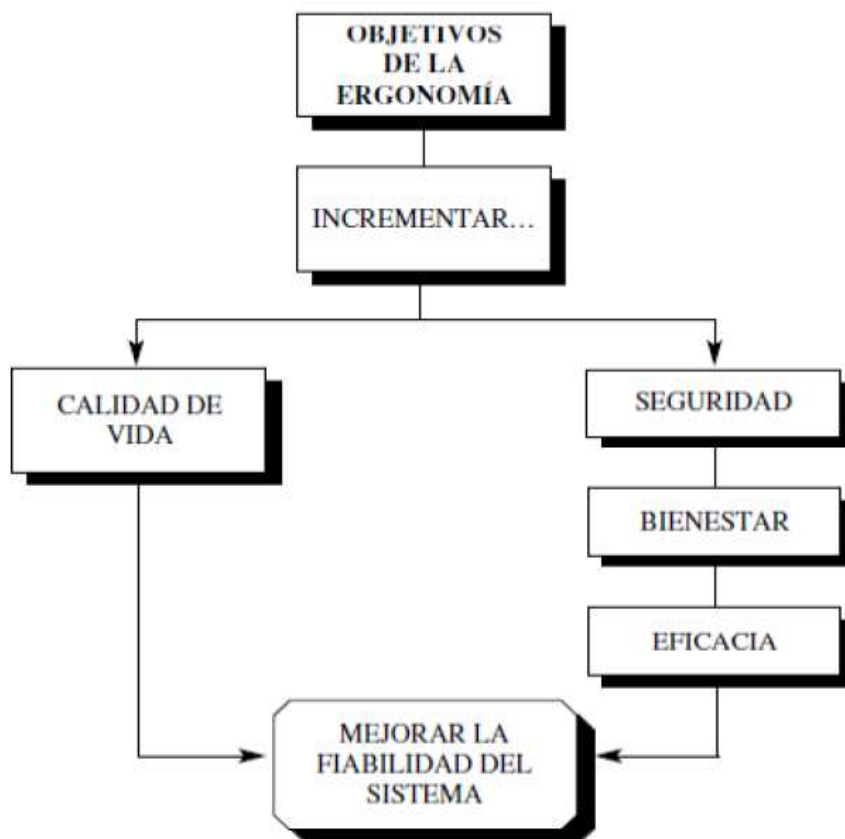 OBJETIVOS
DE LA
ERGONOMÍA
INCREMENTAR…
CALIDAD DE
VIDA
SEGURIDAD
BIENESTAR
EFICACIA
MEJORAR LA
FIABILIDAD DEL
SISTEMA